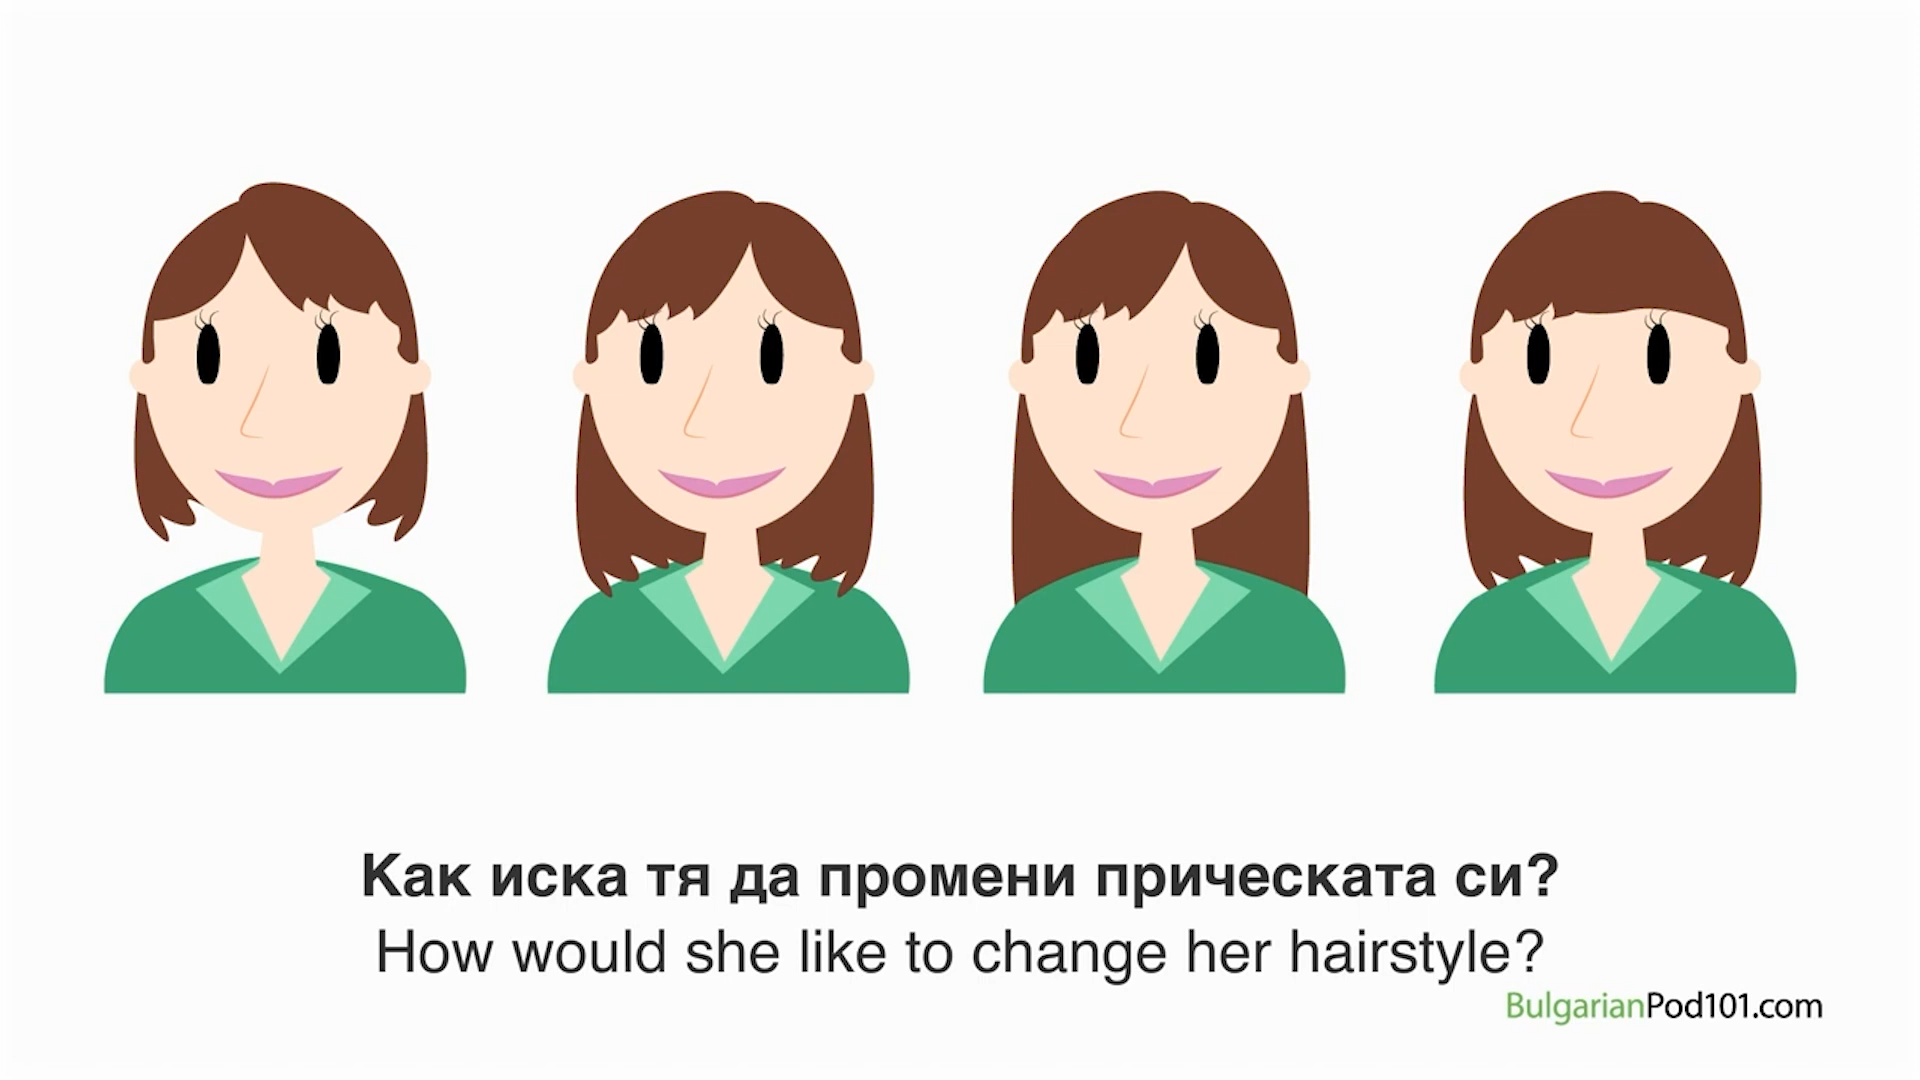 Как иска тя да промени прическата си?
How would she like to change her hairstyle?
BulgarianPod101.com